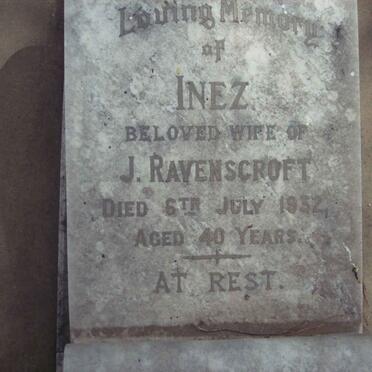 Loving Memory
of
INEZ
BELOVED WIFE OF
J. RAVENSCROFT
DIED 6TH JULY 1932,
AGED 40 YEARS.
AT REST.